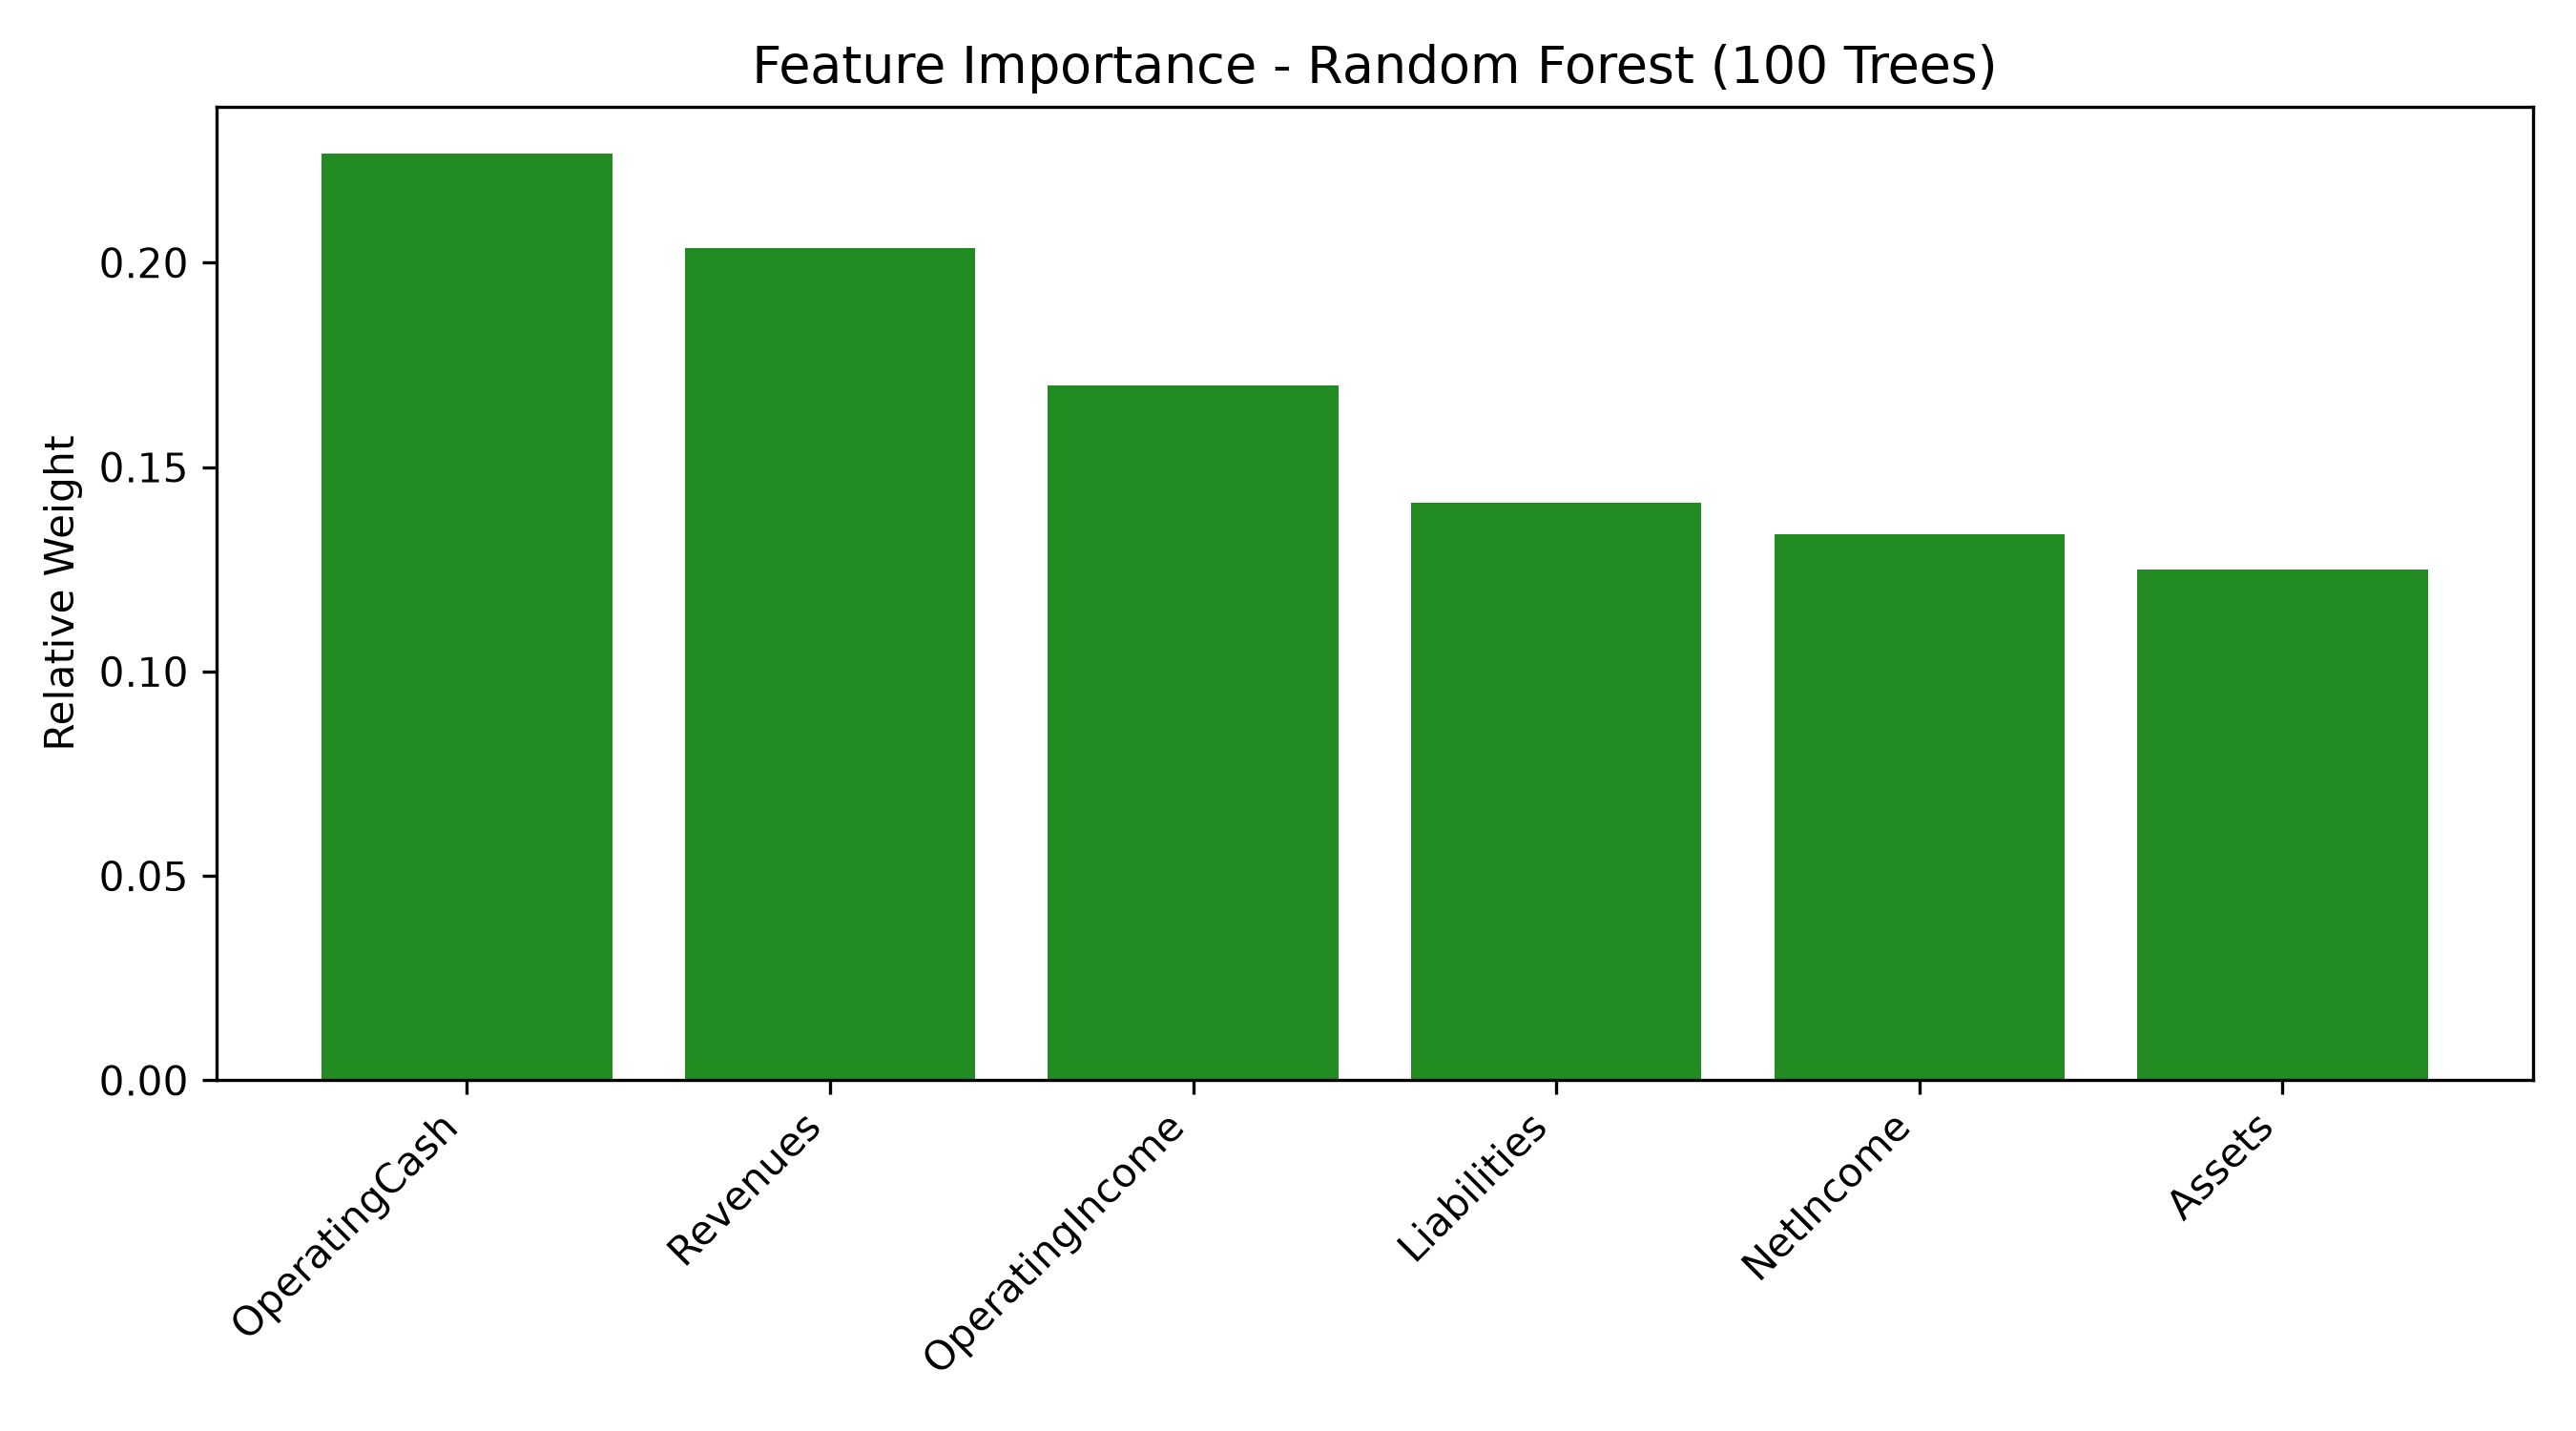 Feature Importance - Random Forest (100 Trees)
Relative Weight
0.20
0.15
0.10
0.05
0.00
OperatingCash
Revenues
OperatingIncome
Liabilities
NetIncome
Assets